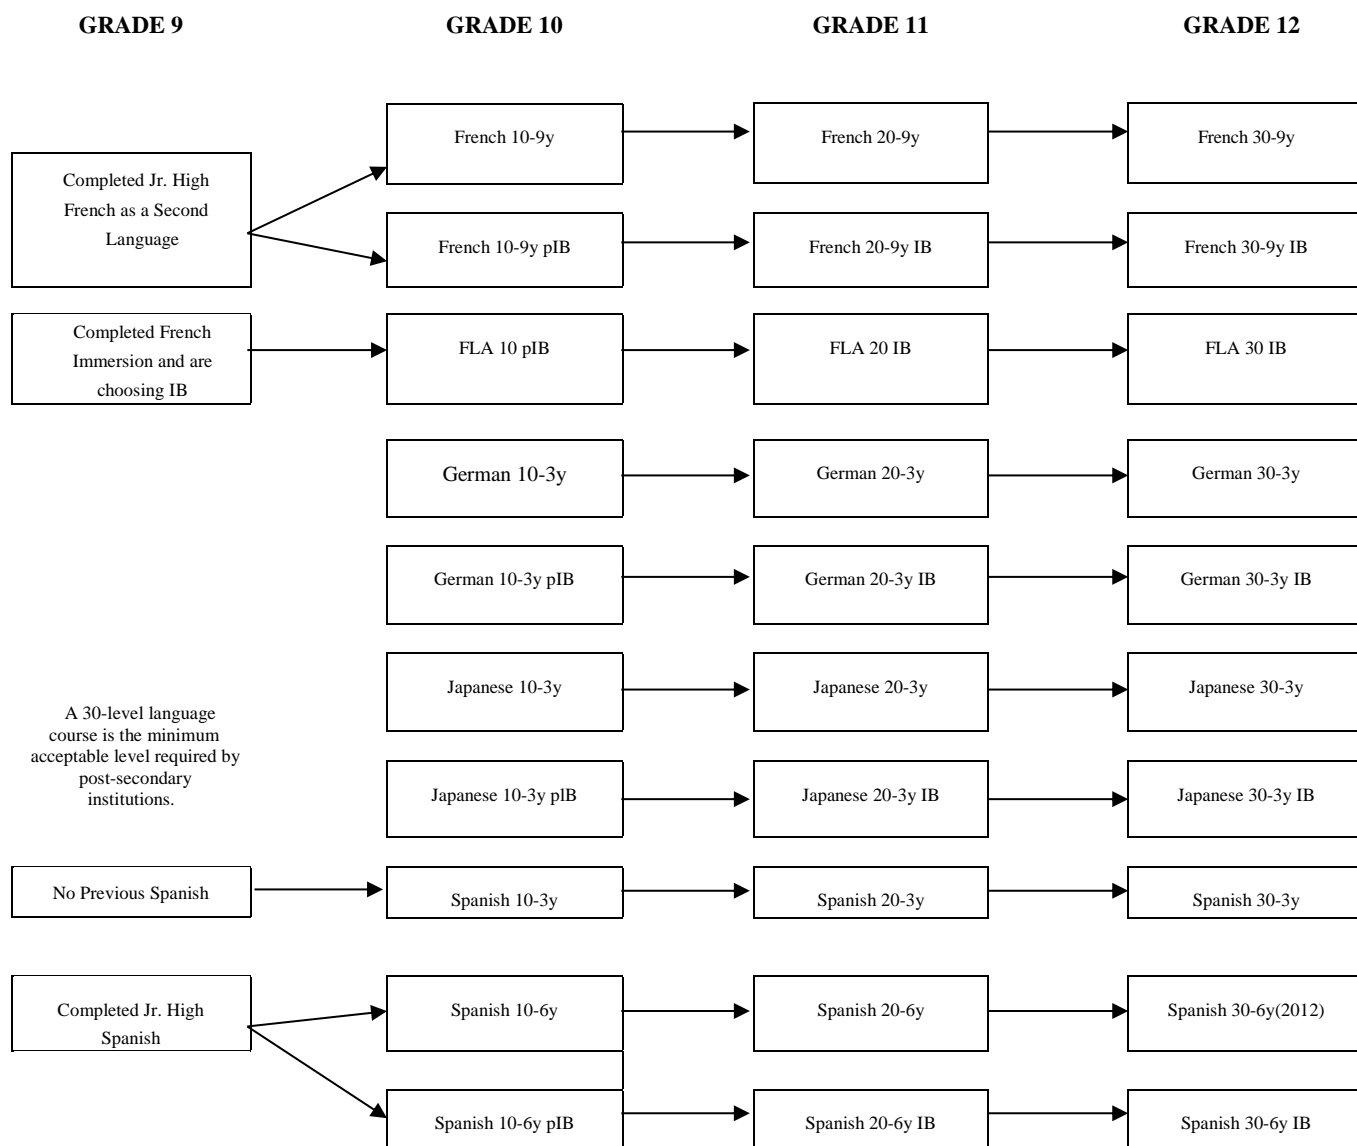 GRADE 9 GRADE 10 GRADE 11 GRADE 12
French 10-9y French 20-9y French 30-9y
Completed Jr. High
French as a Second
Language
French 10-9y pIB French 20-9y IB French 30-9y IB
Completed French
Immersion and are
choosing IB
FLA 10 pIB FLA 20 IB FLA 30 IB
German 10-3y German 20-3y German 30-3y
German 10-3y pIB German 20-3y IB German 30-3y IB
Japanese 10-3y Japanese 20-3y Japanese 30-3y
A 30-level language
course is the minimum
acceptable level required by
post-secondary
institutions.
Japanese 10-3y pIB Japanese 20-3y IB Japanese 30-3y IB
No Previous Spanish
Spanish 10-3y Spanish 20-3y Spanish 30-3y
Completed Jr. High
Spanish
Spanish 10-6y Spanish 20-6y Spanish 30-6y(2012)
Spanish 10-6y pIB Spanish 20-6y IB Spanish 30-6y IB